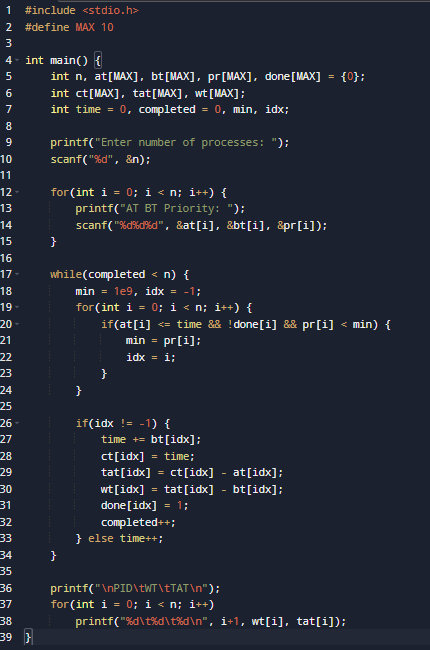 1 #include <stdio.h>
2 #define MAX 10
3
4 int main() {
5     int n, at[MAX], bt[MAX], pr[MAX], done[MAX] = {0};
6     int ct[MAX], tat[MAX], wt[MAX];
7     int time = 0, completed = 0, min, idx;
8
9     printf("Enter number of processes: ");
10     scanf("%d", &n);
11
12     for(int i = 0; i < n; i++) {
13         printf("AT BT Priority: ");
14         scanf("%d%d%d", &at[i], &bt[i], &pr[i]);
15     }
16
17     while(completed < n) {
18         min = 1e9, idx = -1;
19         for(int i = 0; i < n; i++) {
20             if(at[i] <= time && !done[i] && pr[i] < min) {
21                 min = pr[i];
22                 idx = i;
23             }
24         }
25
26         if(idx != -1) {
27             time += bt[idx];
28             ct[idx] = time;
29             tat[idx] = ct[idx] - at[idx];
30             wt[idx] = tat[idx] - bt[idx];
31             done[idx] = 1;
32             completed++;
33         } else time++;
34     }
35
36     printf("\nPID\tWT\tTAT\n");
37     for(int i = 0; i < n; i++)
38         printf("%d\t%d\t%d\n", i+1, wt[i], tat[i]);
39 }